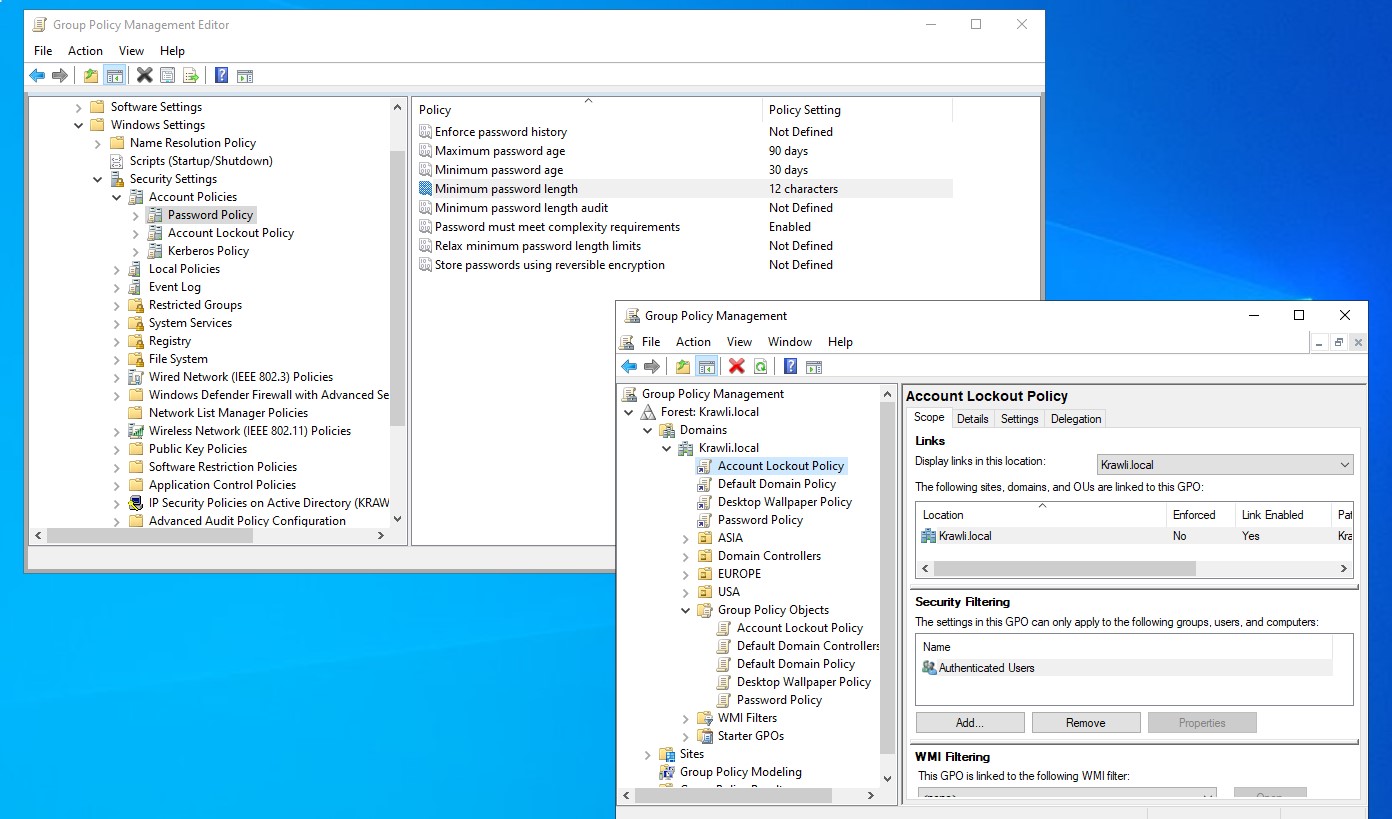 Group Policy Management Editor
File Action View Help
Software Settings
Windows Settings
Name Resolution Policy
Scripts (Startup/Shutdown)
Security Settings
Account Policies
Password Policy
Account Lockout Policy
Kerberos Policy
Local Policies
Event Log
Restricted Groups
System Services
Registry
File System
Wired Network (IEEE 802.3) Policies
Windows Defender Firewall with Advanced Se
Network List Manager Policies
Wireless Network (IEEE 802.11) Policies
Public Key Policies
Software Restriction Policies
Application Control Policies
IP Security Policies on Active Directory (KRAW
Advanced Audit Policy Configuration
Policy Policy Setting
Enforce password history Not Defined
Maximum password age 90 days
Minimum password age 30 days
Minimum password length 12 characters
Minimum password length audit Not Defined
Password must meet complexity requirements Enabled
Relax minimum password length limits Not Defined
Store passwords using reversible encryption Not Defined
Group Policy Management
File Action View Window Help
Group Policy Management
Forest: Krawli.local
Domains
Krawli.local
Account Lockout Policy
Default Domain Policy
Desktop Wallpaper Policy
Password Policy
ASIA
Domain Controllers
EUROPE
USA
Group Policy Objects
Account Lockout Policy
Default Domain Controllers
Default Domain Policy
Desktop Wallpaper Policy
Password Policy
WMI Filters
Starter GPOs
Sites
Group Policy Modeling
Account Lockout Policy
Scope Details Settings Delegation
Links
Display links in this location: Krawli.local
The following sites, domains, and OUs are linked to this GPO:
Location Enforced Link Enabled Pat
Krawli.local No Yes Kra
Security Filtering
The settings in this GPO can only apply to the following groups, users, and computers:
Name
Authenticated Users
Add... Remove Properties
WMI Filtering
This GPO is linked to the following WMI filter: